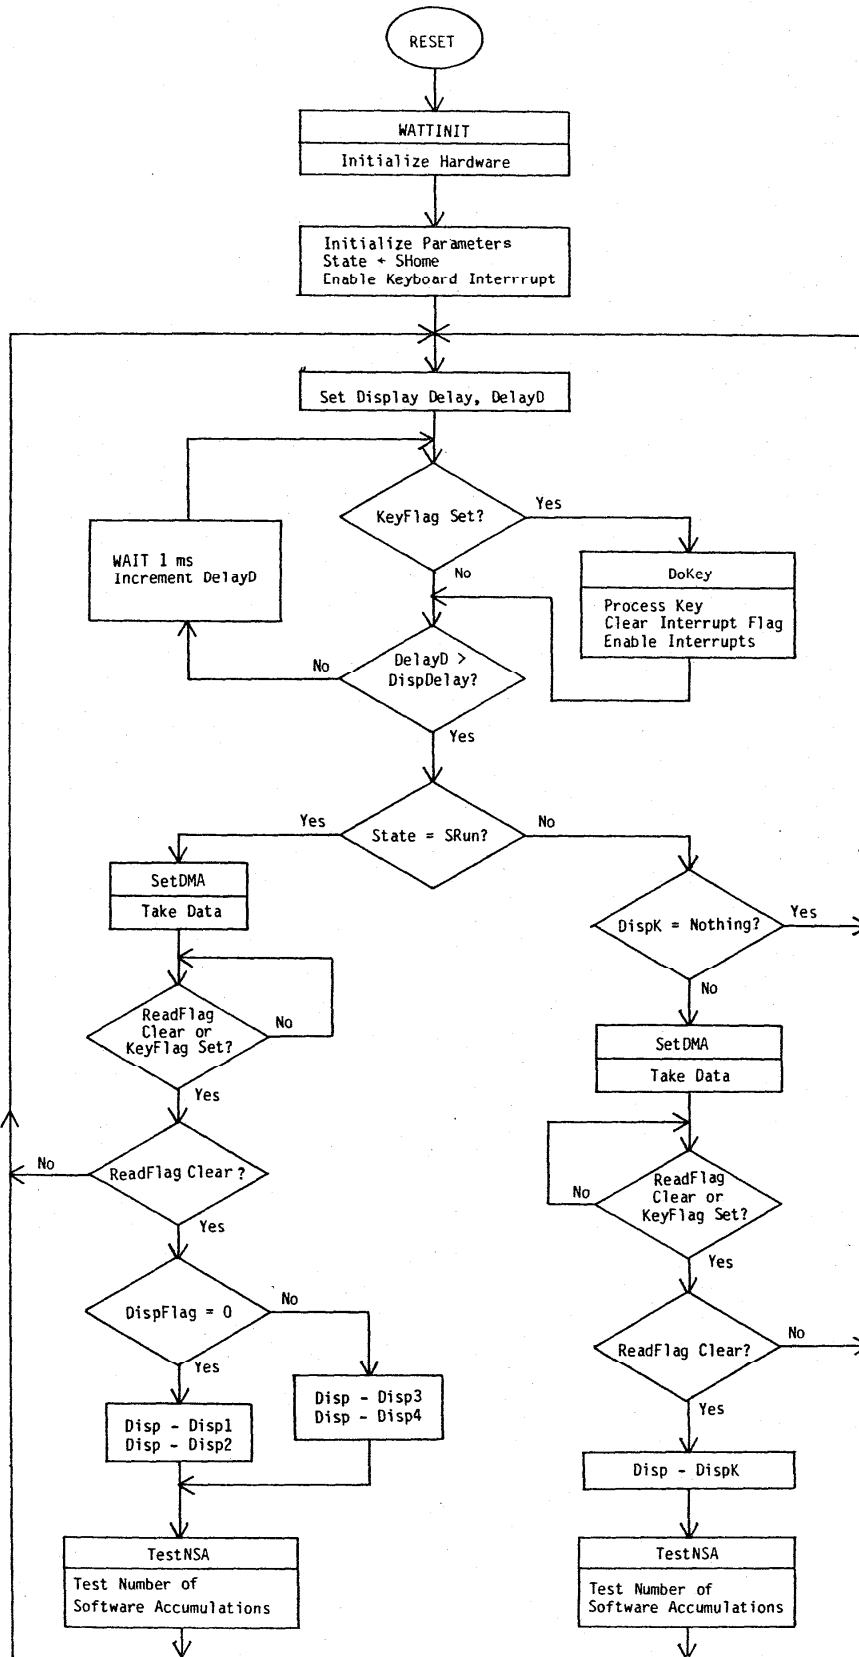 RESET
WATTINIT
Initialize Hardware
Initialize Parameters
State ← SHome
Enable Keyboard Interrrupt
Set Display Delay, DelayD
KeyFlag Set?
Yes
No
WAIT 1 ms
Increment DelayD
DoKey
Process Key
Clear Interrupt Flag
Enable Interrupts
DelayD >
DispDelay?
No
Yes
State = SRun?
Yes
No
SetDMA
Take Data
DispK = Nothing?
Yes
No
ReadFlag
Clear or
KeyFlag Set?
No
Yes
SetDMA
Take Data
ReadFlag Clear ?
No
Yes
ReadFlag
Clear or
KeyFlag Set?
No
Yes
DispFlag = 0
No
Yes
ReadFlag Clear?
No
Yes
Disp - Disp1
Disp - Disp2
Disp - Disp3
Disp - Disp4
Disp - DispK
TestNSA
Test Number of
Software Accumulations
TestNSA
Test Number of
Software Accumulations